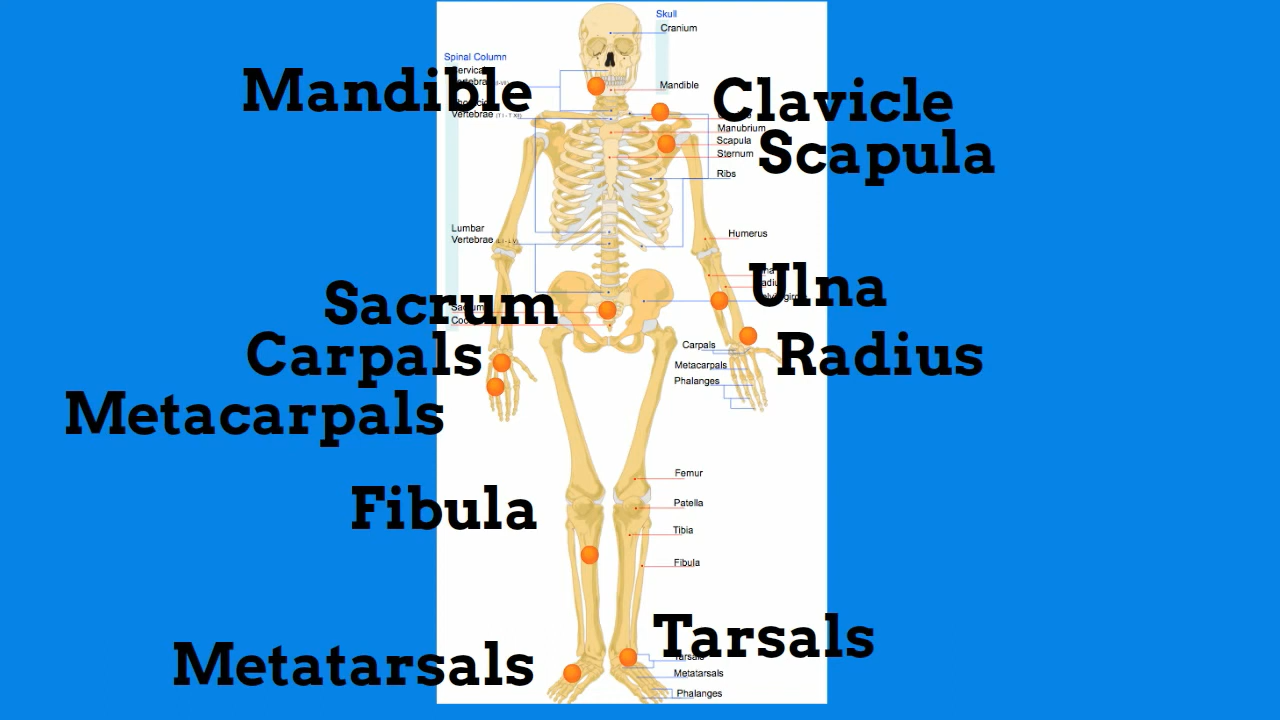 Skull
Cranium
Spinal Column
Mandible
Mandible
Clavicle
Vertebrae (T I - T XII)
Manubrium
Scapula
Scapula
Sternum
Ribs
Lumbar
Vertebrae (L I - L V)
Humerus
Ulna
Sacrum
Carpals
Radius
Carpals
Metacarpals
Phalanges
Metacarpals
Femur
Patella
Fibula
Tibia
Fibula
Tarsals
Tarsals
Metatarsals
Metatarsals
Phalanges